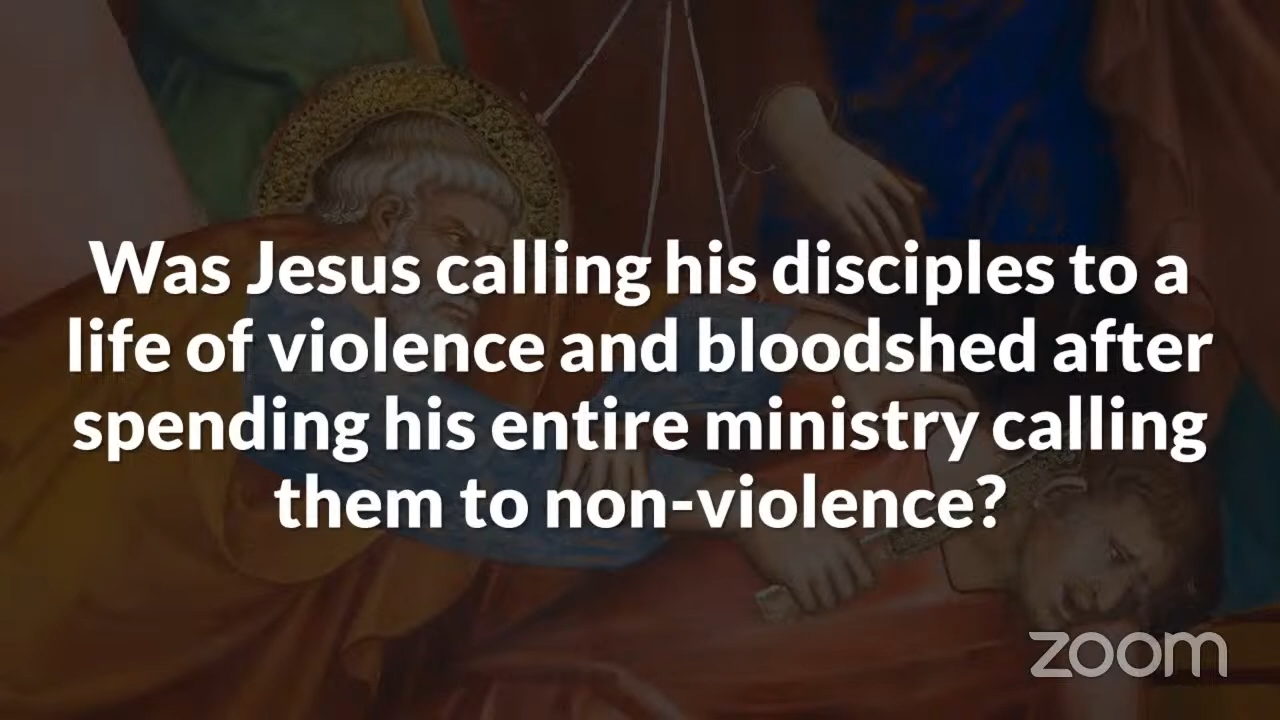 Was Jesus calling his disciples to a
life of violence and bloodshed after
spending his entire ministry calling
them to non-violence?
zoom